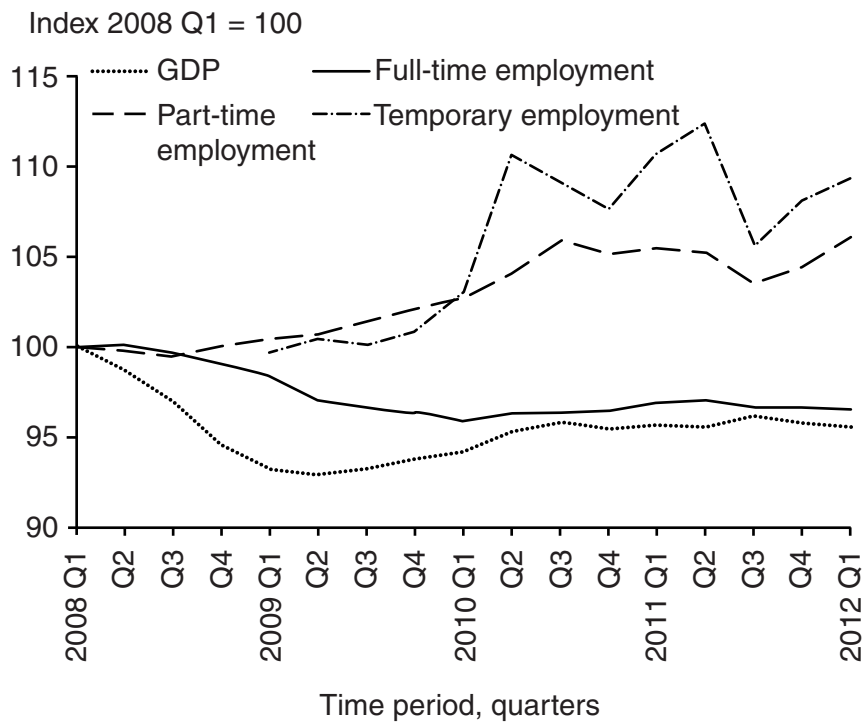 Index 2008 Q1 = 100
GDP
Full-time employment
Part-time
employment
Temporary employment
115
110
105
100
95
90
2008 Q1
Q2
Q3
Q4
2009 Q1
Q2
Q3
Q4
2010 Q1
Q2
Q3
Q4
2011 Q1
Q2
Q3
Q4
2012 Q1
Time period, quarters